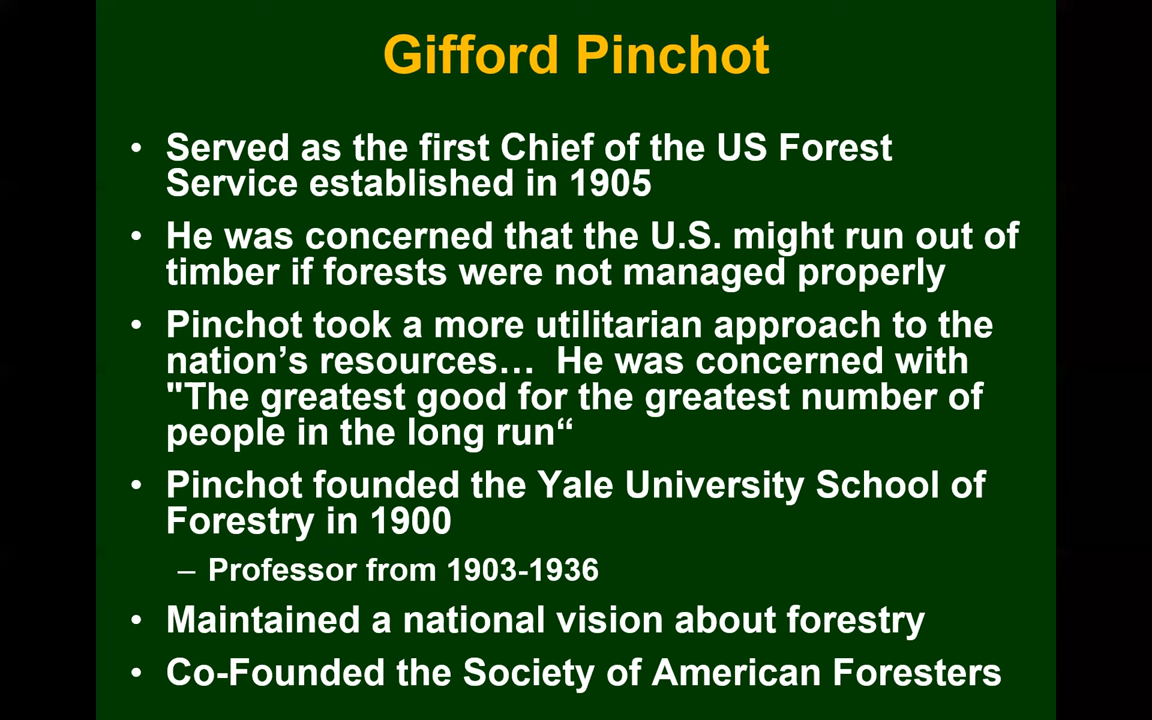 Gifford Pinchot
• Served as the first Chief of the US Forest
Service established in 1905
• He was concerned that the U.S. might run out of
timber if forests were not managed properly
• Pinchot took a more utilitarian approach to the
nation’s resources… He was concerned with
"The greatest good for the greatest number of
people in the long run“
• Pinchot founded the Yale University School of
Forestry in 1900
– Professor from 1903-1936
• Maintained a national vision about forestry
• Co-Founded the Society of American Foresters